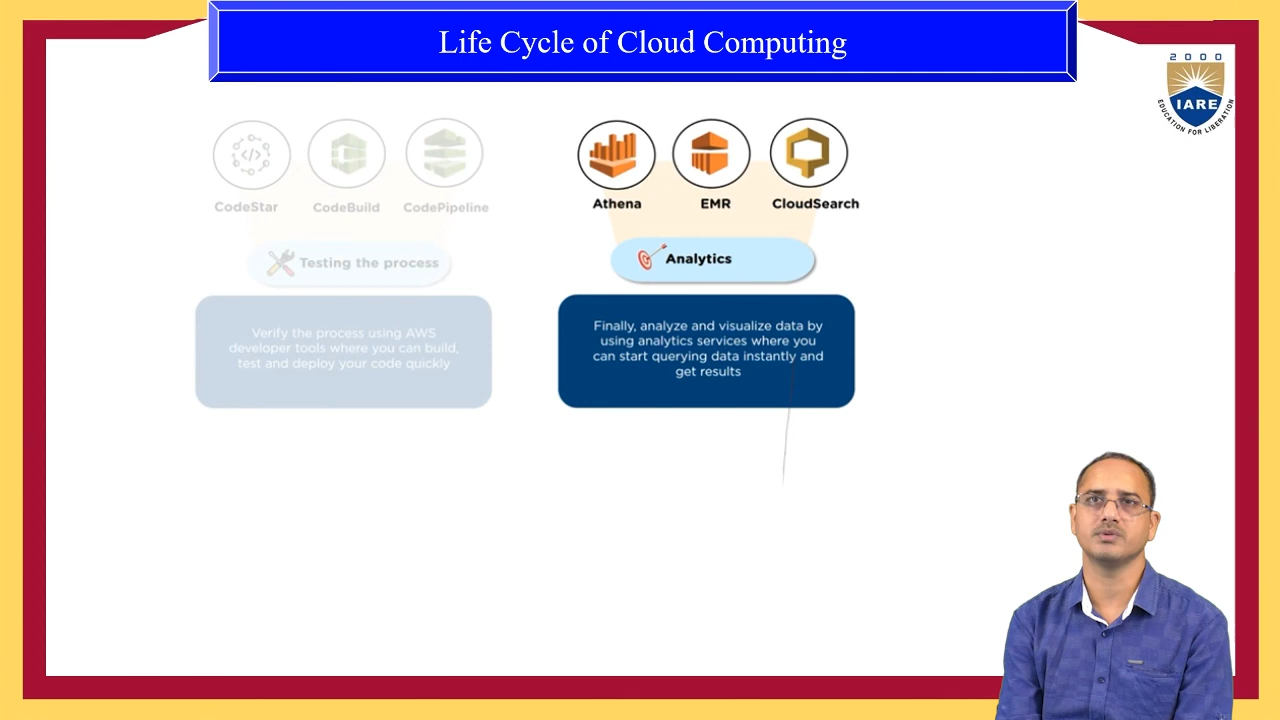 Life Cycle of Cloud Computing
2000
IARE
EDUCATION FOR LIBERATION
CodeStar
CodeBuild
CodePipeline
Testing the process
Verify the process using AWS
developer tools where you can build,
test and deploy your code quickly
Athena
EMR
CloudSearch
Analytics
Finally, analyze and visualize data by
using analytics services where you
can start querying data instantly and
get results